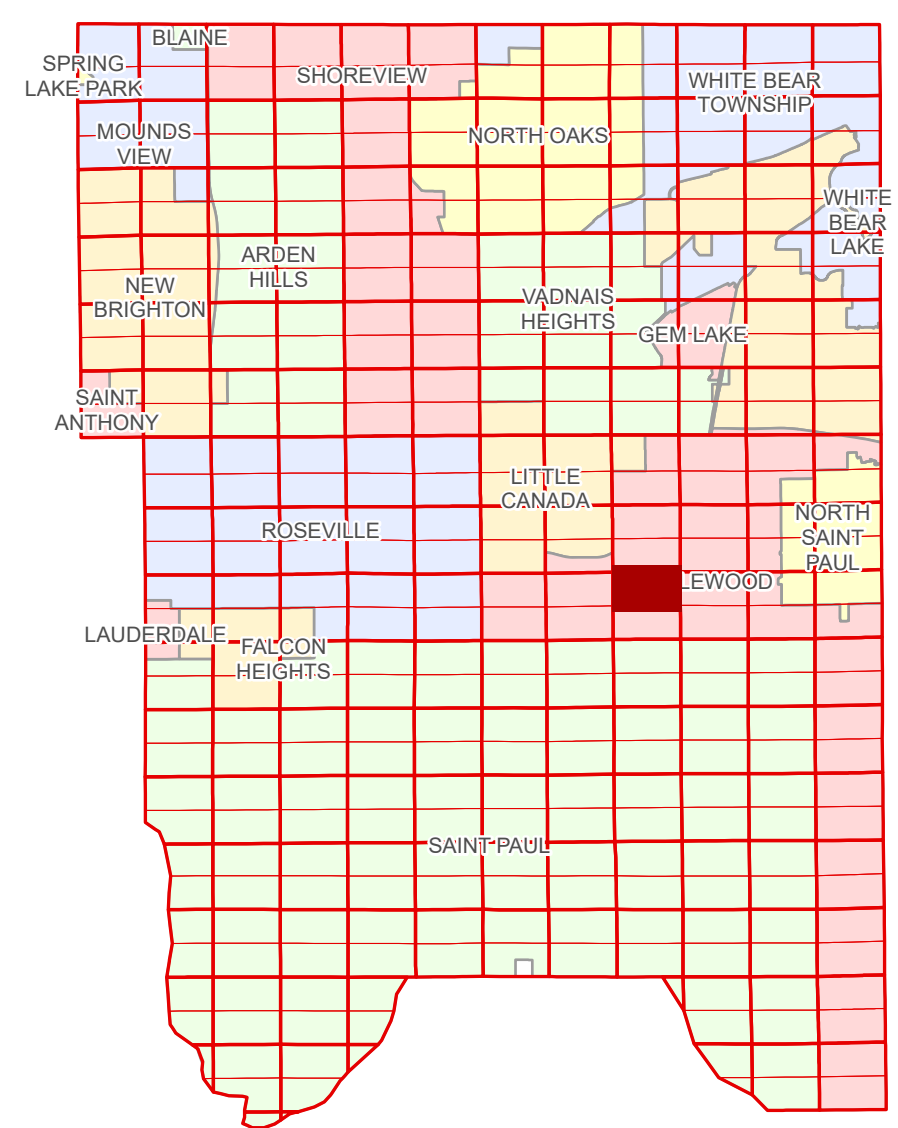 BLAINE
SPRING
LAKE PARK
SHOREVIEW
WHITE BEAR
TOWNSHIP
MOUNDS
VIEW
NORTH OAKS
WHITE
BEAR
LAKE
ARDEN
HILLS
NEW
BRIGHTON
VADNAIS
HEIGHTS
GEM LAKE
SAINT
ANTHONY
LITTLE
CANADA
NORTH
SAINT
PAUL
ROSEVILLE
LEWOOD
LAUDERDALE
FALCON
HEIGHTS
SAINT PAUL